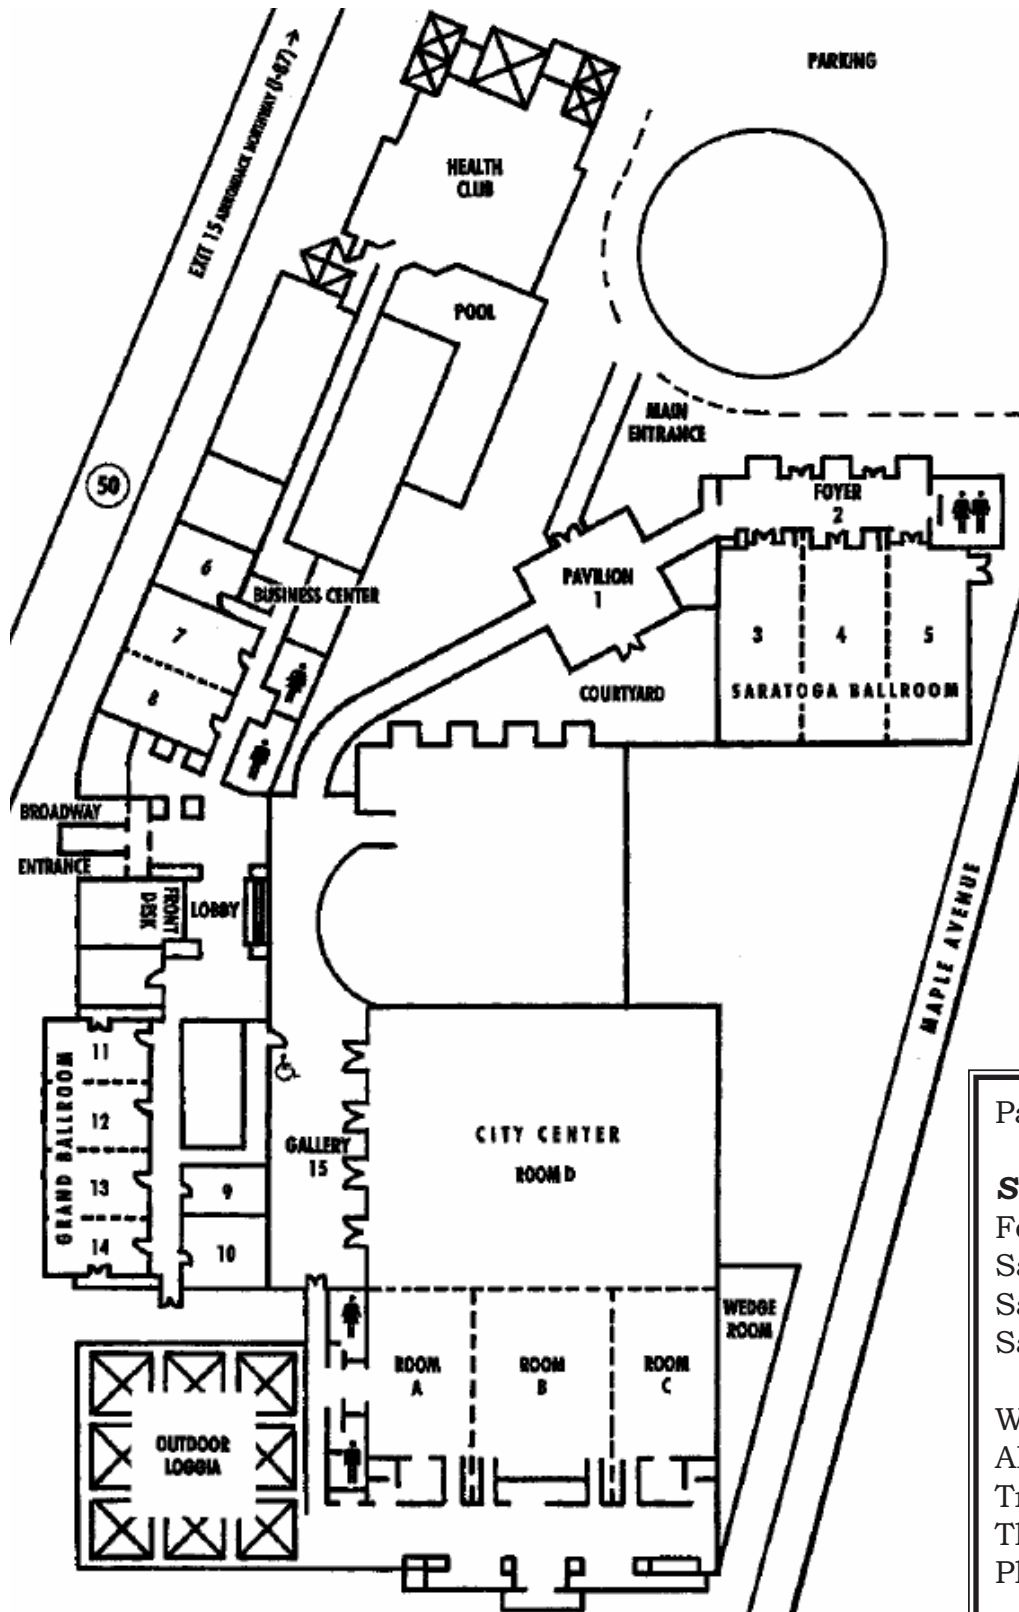 PARKING
EXIT 15 ADIRONDACK NORTHWAY (I-87) →
HEALTH
CLUB
POOL
MAIN
ENTRANCE
50
FOYER
2
6
BUSINESS CENTER
PAVILION
1
7
3
4
5
8
COURTYARD
SARATOGA BALLROOM
BROADWAY
ENTRANCE
FRONT
DESK
LOBBY
MAPLE AVENUE
GRAND BALLROOM
11
12
13
14
9
10
GALLERY
15
CITY CENTER
ROOM D
WEDGE
ROOM
ROOM
A
ROOM
B
ROOM
C
OUTDOOR
LOGGIA
Pa
S
Fo
Sa
Sa
Sa
W
Al
Tr
Th
Pl